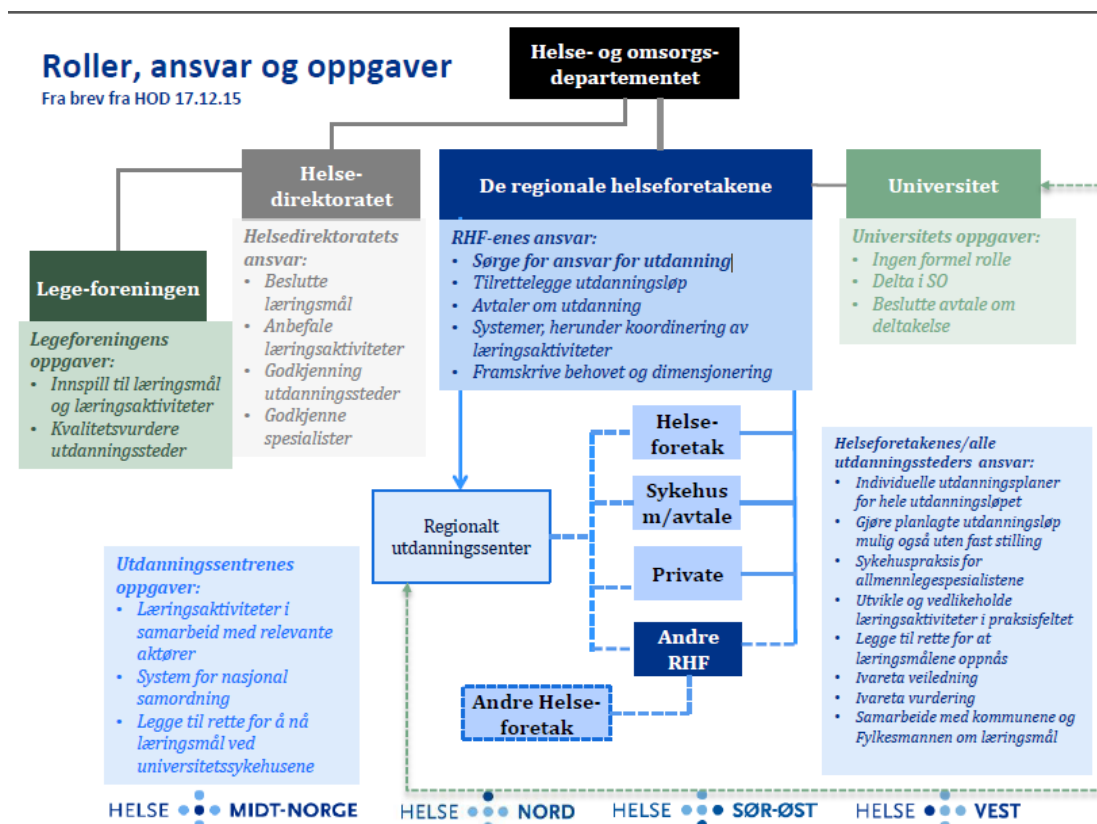 Roller, ansvar og oppgaver
Fra brev fra HOD 17.12.15
Helse- og omsorgs-
departementet
Helse-
direktoratet
Helsedirektoratets
ansvar:
• Beslutte
læringsmål
• Anbefale
læringsaktiviteter
• Godkjenning
utdanningssteder
• Godkjenne
spesialister
De regionale helseforetakene
RHF-enes ansvar:
• Sørge for ansvar for utdanning
• Tilrettelegge utdanningsløp
• Avtaler om utdanning
• Systemer, herunder koordinering av
læringsaktiviteter
• Framskrive behovet og dimensjonering
Universitet
Universitets oppgaver:
• Ingen formel rolle
• Delta i SO
• Beslutte avtale om
deltakelse
Lege-foreningen
Legeforeningens
oppgaver:
• Innspill til læringsmål
og læringsaktiviteter
• Kvalitetsvurdere
utdanningssteder
Helse-
foretak
Sykehus
m/avtale
Private
Andre
RHF
Andre Helse-
foretak
Regionalt
utdanningssenter
Helseforetakenes/alle
utdanningssteders ansvar:
• Individuelle utdanningsplaner
for hele utdanningsløpet
• Gjøre planlagte utdanningsløp
mulig også uten fast stilling
• Sykehuspraksis for
allmennlegespesialistene
• Utvikle og vedlikeholde
læringsaktiviteter i praksisfeltet
• Legge til rette for at
læringsmålene oppnås
• Ivareta veiledning
• Ivareta vurdering
• Samarbeide med kommunene og
Fylkesmannen om læringsmål
Utdanningssentrenes
oppgaver:
• Læringsaktiviteter i
samarbeid med relevante
aktører
• System for nasjonal
samordning
• Legge til rette for å nå
læringsmål ved
universitetssykehusene
HELSE MIDT-NORGE
HELSE NORD
HELSE SØR-ØST
HELSE VEST